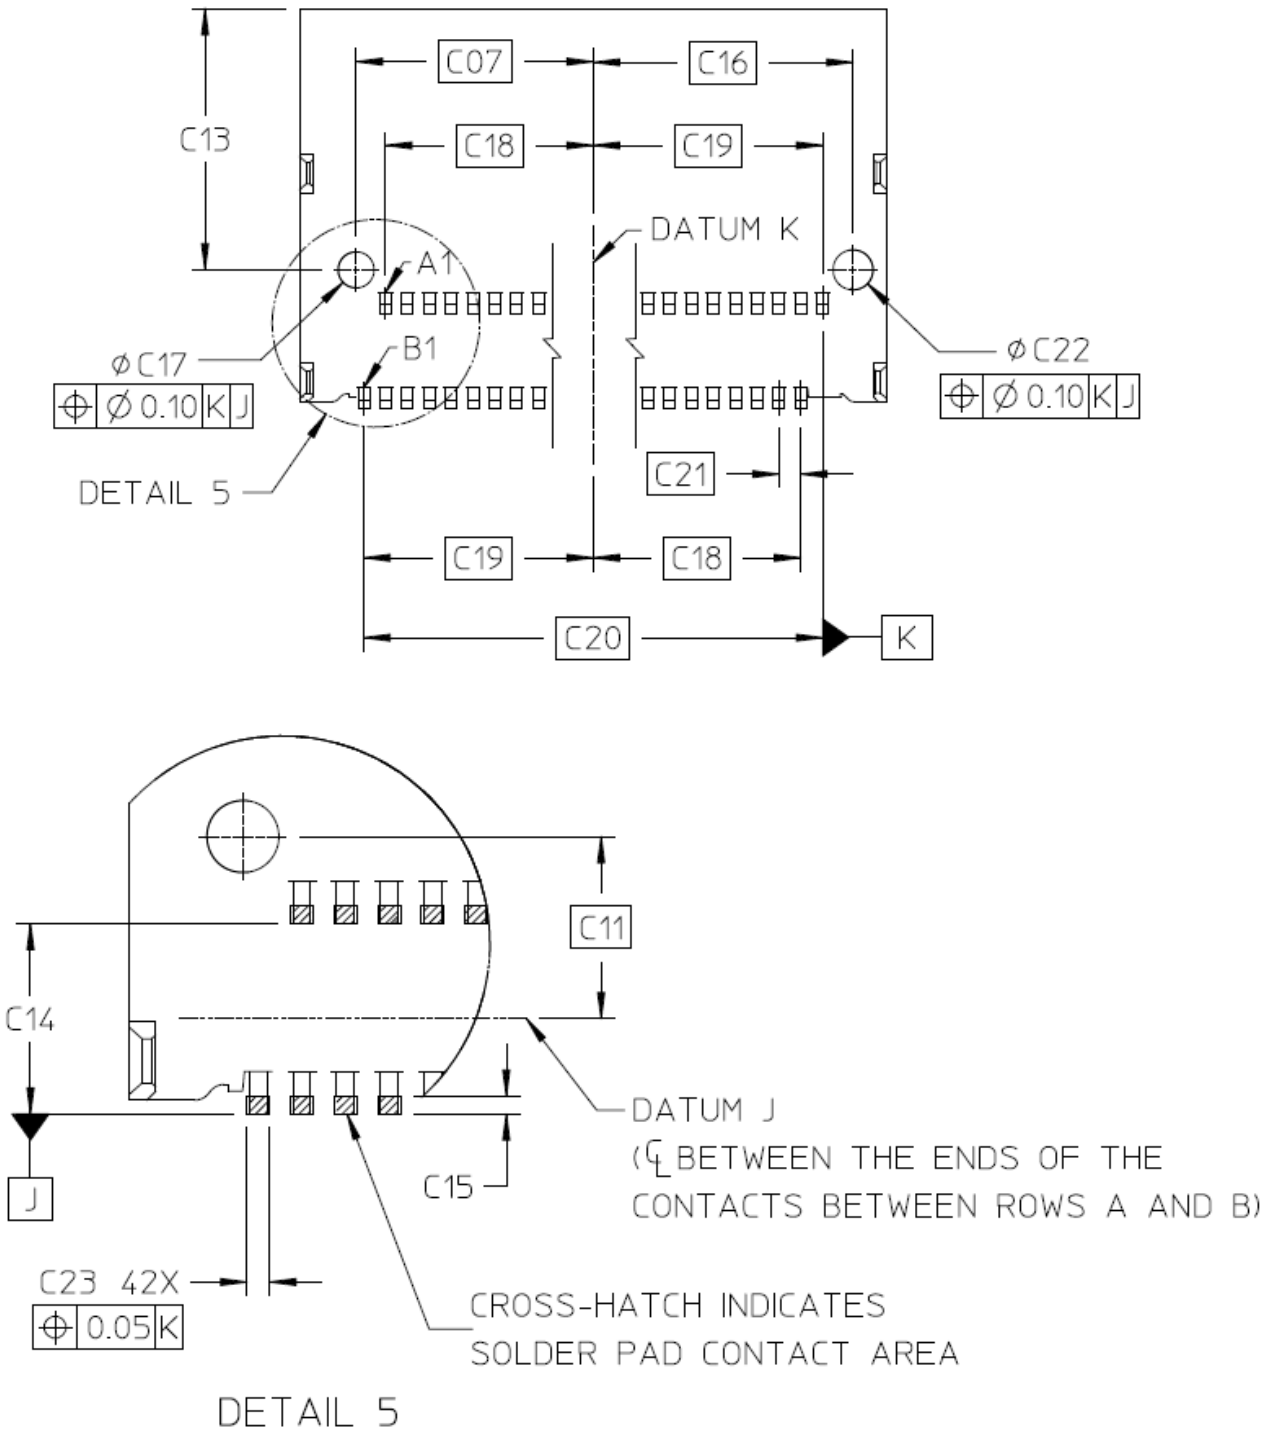 C07
C16
C13
C18
C19
DATUM K
A1
B1
⌀C17
⌖ ⌀ 0.10 K J
⌀C22
⌖ ⌀ 0.10 K J
DETAIL 5
C21
C19
C18
C20
K
C11
C14
J
C15
DATUM J
(℄ BETWEEN THE ENDS OF THE
CONTACTS BETWEEN ROWS A AND B)
C23 42X
⌖ 0.05 K
CROSS-HATCH INDICATES
SOLDER PAD CONTACT AREA
DETAIL 5